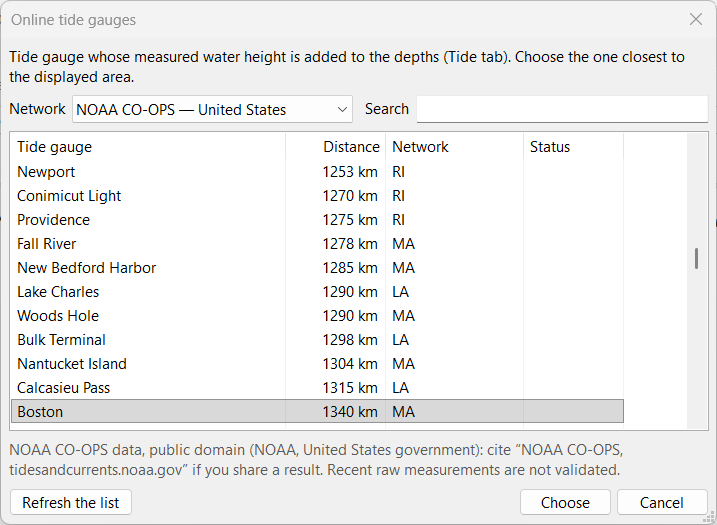 Online tide gauges
Tide gauge whose measured water height is added to the depths (Tide tab). Choose the one closest to
the displayed area.
Network NOAA CO-OPS — United States Search
Tide gauge Distance Network Status
Newport 1253 km RI
Conimicut Light 1270 km RI
Providence 1275 km RI
Fall River 1278 km MA
New Bedford Harbor 1285 km MA
Lake Charles 1290 km LA
Woods Hole 1290 km MA
Bulk Terminal 1298 km LA
Nantucket Island 1304 km MA
Calcasieu Pass 1315 km LA
Boston 1340 km MA
NOAA CO-OPS data, public domain (NOAA, United States government): cite “NOAA CO-OPS,
tidesandcurrents.noaa.gov” if you share a result. Recent raw measurements are not validated.
Refresh the list Choose Cancel